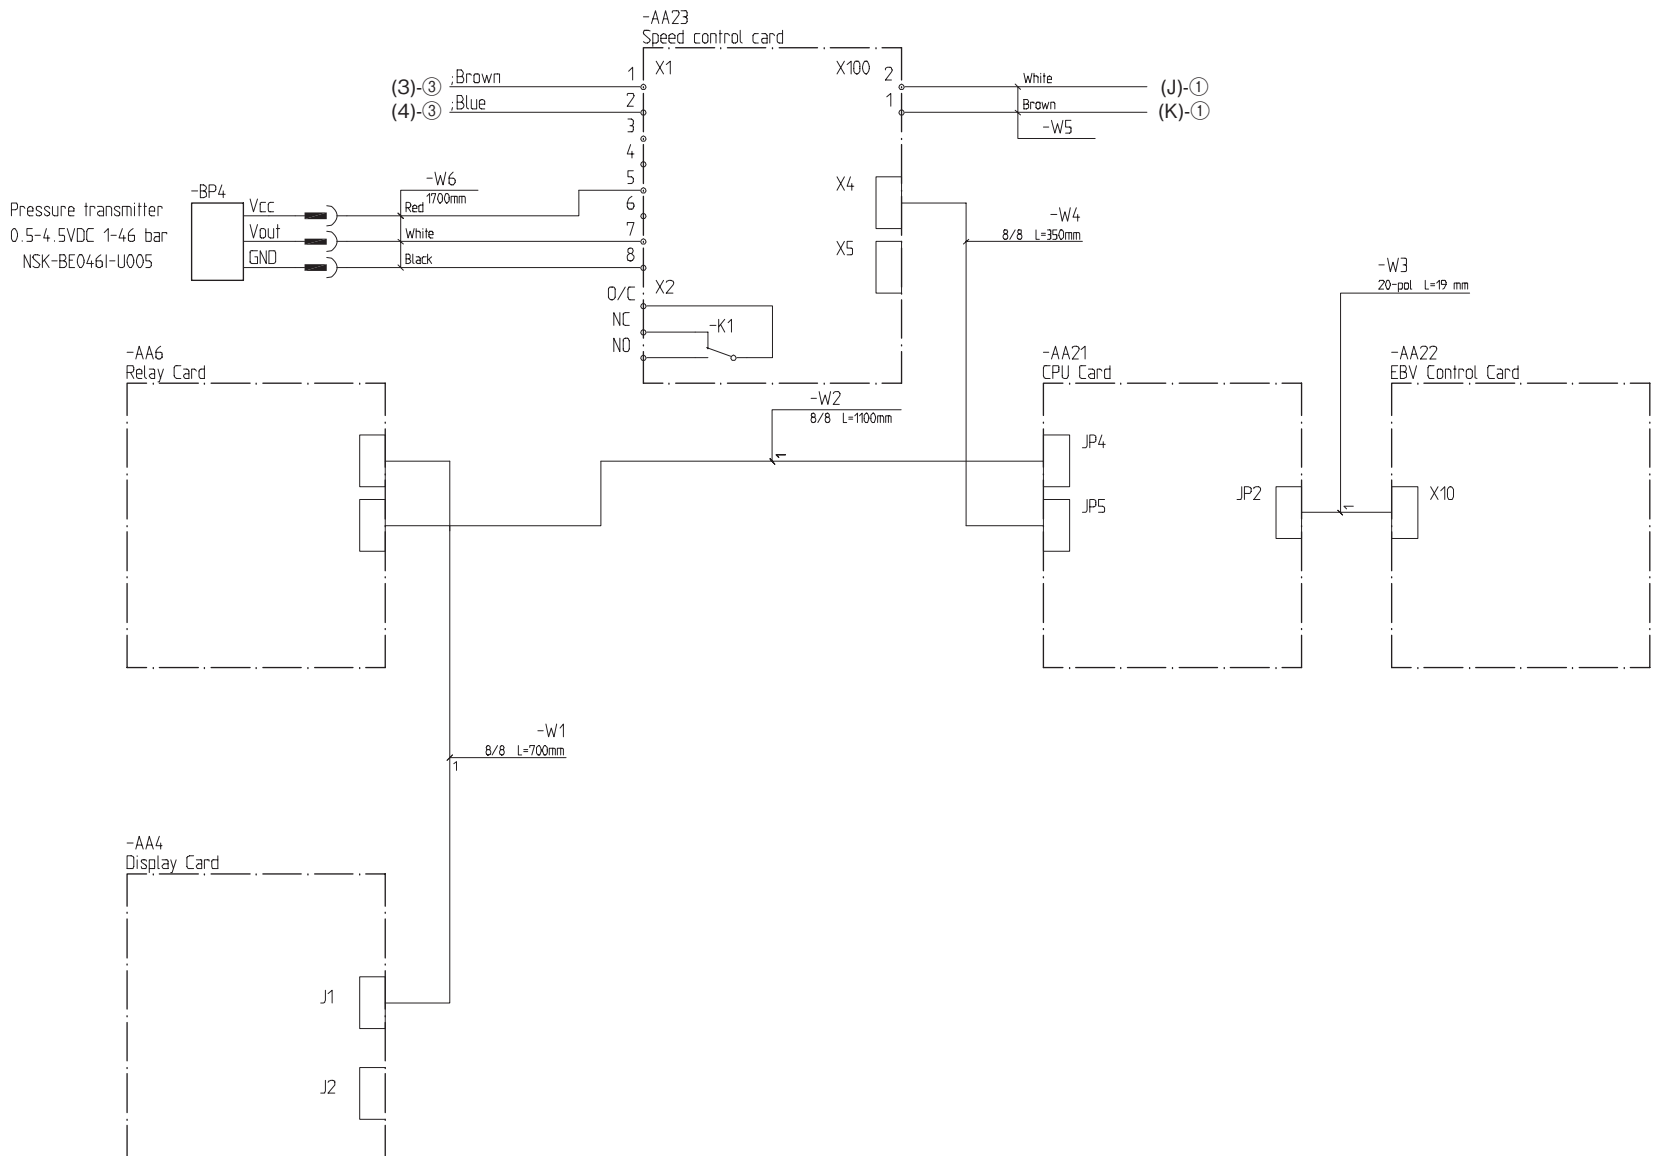 -AA23
Speed control card
X1
X100
(3)-③ ;Brown 1
(4)-③ ;Blue 2
3
4
5
6
7
8
2 White (J)-①
1 Brown (K)-①
-W5
-BP4
Pressure transmitter
0.5-4.5VDC 1-46 bar
NSK-BE046I-U005
Vcc
Vout
GND
-W6
1700mm
Red
White
Black
X4
X5
-W4
8/8 L=350mm
X2
O/C
NC
NO
-K1
-W3
20-pol L=19 mm
-AA6
Relay Card
-AA21
CPU Card
-AA22
EBV Control Card
-W2
8/8 L=1100mm
1
JP4
JP5
JP2
1
X10
-W1
8/8 L=700mm
1
-AA4
Display Card
J1
J2